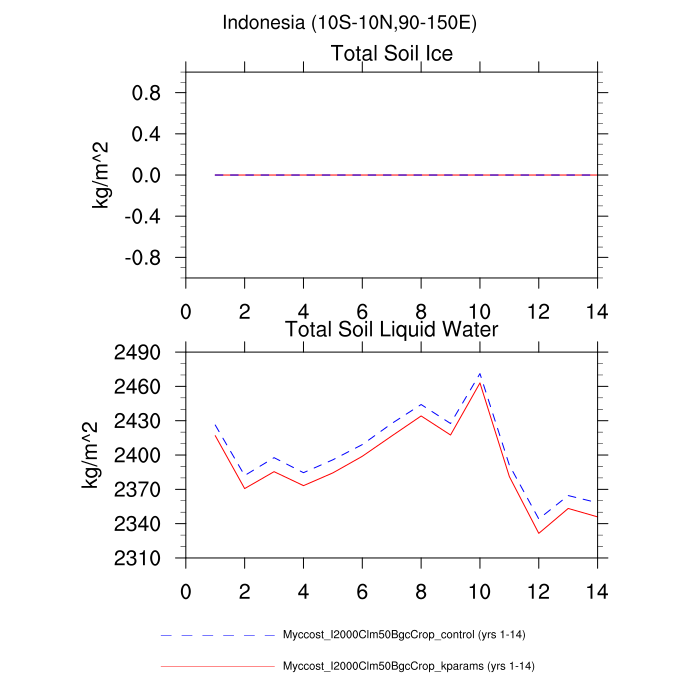 Indonesia (10S-10N,90-150E)
Total Soil Ice
0.8
0.4
0.0
-0.4
-0.8
kg/m^2
0 2 4 6 8 10 12 14
Total Soil Liquid Water
2490
2460
2430
2400
2370
2340
2310
kg/m^2
0 2 4 6 8 10 12 14
Myccost_I2000Clm50BgcCrop_control (yrs 1-14)
Myccost_I2000Clm50BgcCrop_kparams (yrs 1-14)